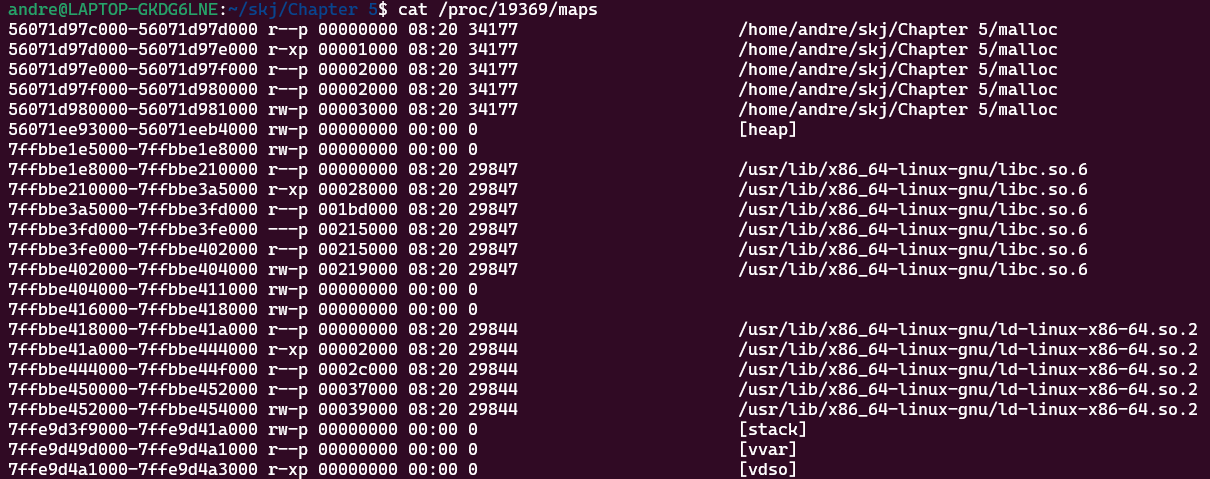 andre@LAPTOP-GKDG6LNE:~/skj/Chapter 5$ cat /proc/19369/maps
56071d97c000-56071d97d000 r--p 00000000 08:20 34177 /home/andre/skj/Chapter 5/malloc
56071d97d000-56071d97e000 r-xp 00001000 08:20 34177 /home/andre/skj/Chapter 5/malloc
56071d97e000-56071d97f000 r--p 00002000 08:20 34177 /home/andre/skj/Chapter 5/malloc
56071d97f000-56071d980000 r--p 00002000 08:20 34177 /home/andre/skj/Chapter 5/malloc
56071d980000-56071d981000 rw-p 00003000 08:20 34177 /home/andre/skj/Chapter 5/malloc
56071ee93000-56071eeb4000 rw-p 00000000 00:00 0 [heap]
7ffbbe1e5000-7ffbbe1e8000 rw-p 00000000 00:00 0
7ffbbe1e8000-7ffbbe210000 r--p 00000000 08:20 29847 /usr/lib/x86_64-linux-gnu/libc.so.6
7ffbbe210000-7ffbbe3a5000 r-xp 00028000 08:20 29847 /usr/lib/x86_64-linux-gnu/libc.so.6
7ffbbe3a5000-7ffbbe3fd000 r--p 001bd000 08:20 29847 /usr/lib/x86_64-linux-gnu/libc.so.6
7ffbbe3fd000-7ffbbe3fe000 ---p 00215000 08:20 29847 /usr/lib/x86_64-linux-gnu/libc.so.6
7ffbbe3fe000-7ffbbe402000 r--p 00215000 08:20 29847 /usr/lib/x86_64-linux-gnu/libc.so.6
7ffbbe402000-7ffbbe404000 rw-p 00219000 08:20 29847 /usr/lib/x86_64-linux-gnu/libc.so.6
7ffbbe404000-7ffbbe411000 rw-p 00000000 00:00 0
7ffbbe416000-7ffbbe418000 rw-p 00000000 00:00 0
7ffbbe418000-7ffbbe41a000 r--p 00000000 08:20 29844 /usr/lib/x86_64-linux-gnu/ld-linux-x86-64.so.2
7ffbbe41a000-7ffbbe444000 r-xp 00002000 08:20 29844 /usr/lib/x86_64-linux-gnu/ld-linux-x86-64.so.2
7ffbbe444000-7ffbbe44f000 r--p 0002c000 08:20 29844 /usr/lib/x86_64-linux-gnu/ld-linux-x86-64.so.2
7ffbbe450000-7ffbbe452000 r--p 00037000 08:20 29844 /usr/lib/x86_64-linux-gnu/ld-linux-x86-64.so.2
7ffbbe452000-7ffbbe454000 rw-p 00039000 08:20 29844 /usr/lib/x86_64-linux-gnu/ld-linux-x86-64.so.2
7ffe9d3f9000-7ffe9d41a000 rw-p 00000000 00:00 0 [stack]
7ffe9d49d000-7ffe9d4a1000 r--p 00000000 00:00 0 [vvar]
7ffe9d4a1000-7ffe9d4a3000 r-xp 00000000 00:00 0 [vdso]